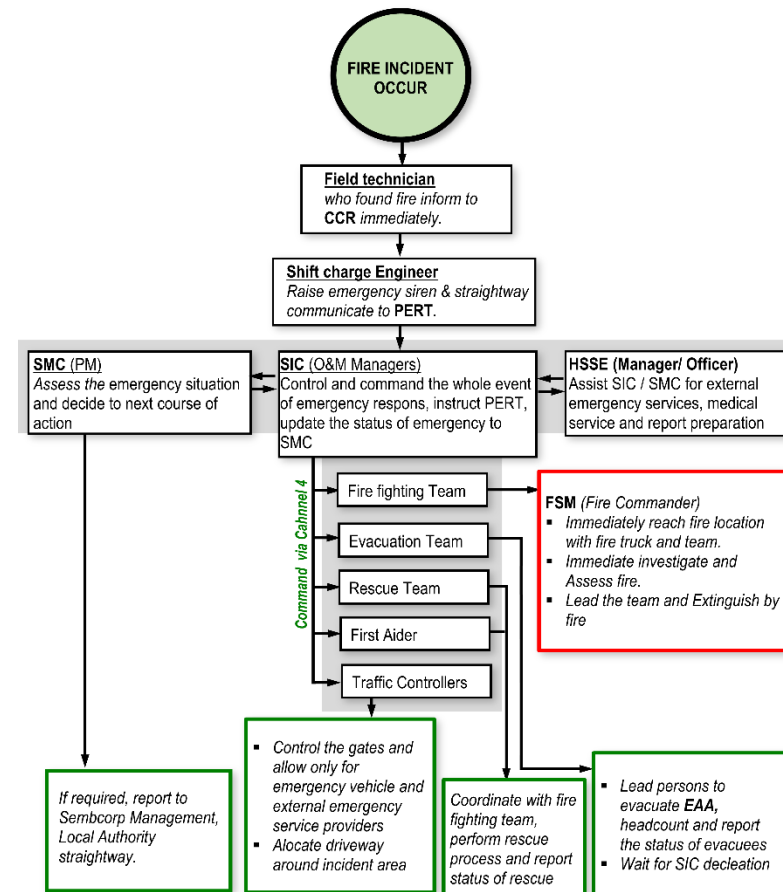 FIRE INCIDENT
OCCUR
Field technician
who found fire inform to
CCR immediately.
Shift charge Engineer
Raise emergency siren & straightway
communicate to PERT.
SMC (PM)
Assess the emergency situation
and decide to next course of
action
SIC (O&M Managers)
Control and command the whole event
of emergency respons, instruct PERT,
update the status of emergency to
SMC
HSSE (Manager/ Officer)
Assist SIC / SMC for external
emergency services, medical
service and report preparation
Command via Cahnnel 4
Fire fighting Team
Evacuation Team
Rescue Team
First Aider
Traffic Controllers
FSM (Fire Commander)
▪ Immediately reach fire location
with fire truck and team.
▪ Immediate investigate and
Assess fire.
▪ Lead the team and Extinguish by
fire
If required, report to
Sembcorp Management,
Local Authority
straightway.
▪ Control the gates and
allow only for
emergency vehicle and
external emergency
service providers
▪ Alocate driveway
around incident area
Coordinate with fire
fighting team,
perform rescue
process and report
status of rescue
▪ Lead persons to
evacuate EAA,
headcount and report
the status of evacuees
▪ Wait for SIC decleation